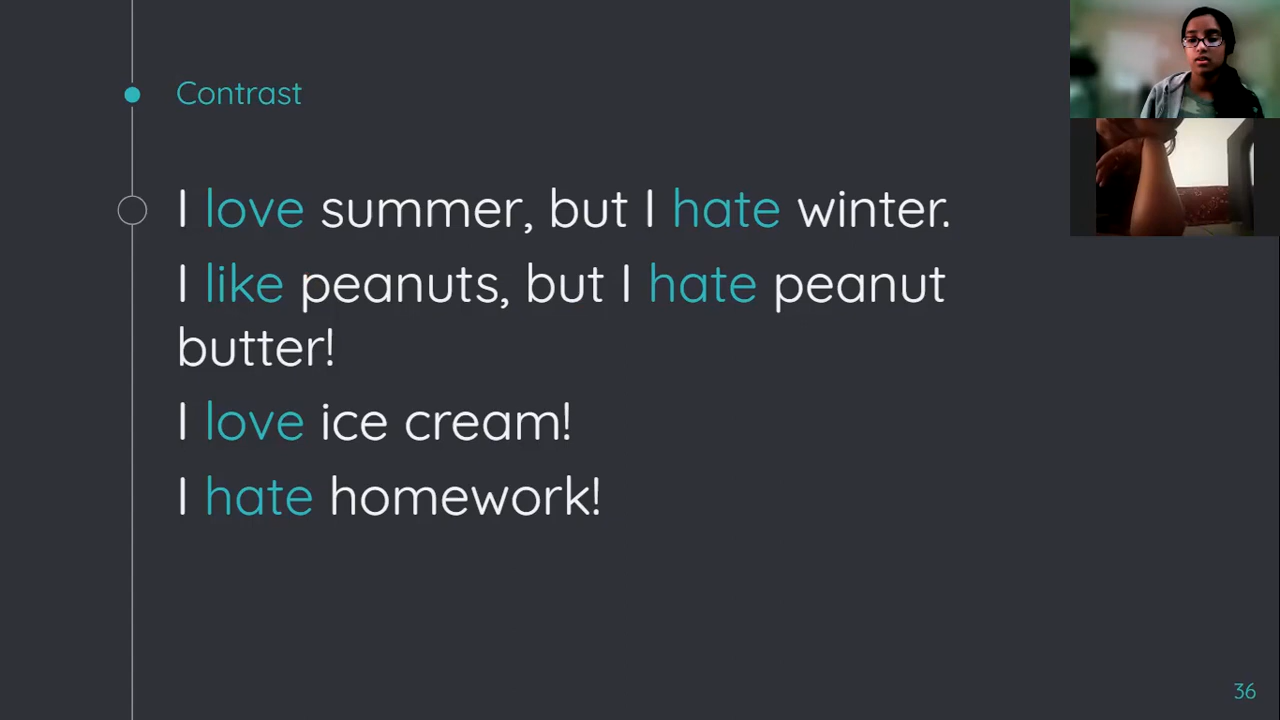 Contrast
I love summer, but I hate winter.
I like peanuts, but I hate peanut
butter!
I love ice cream!
I hate homework!
36